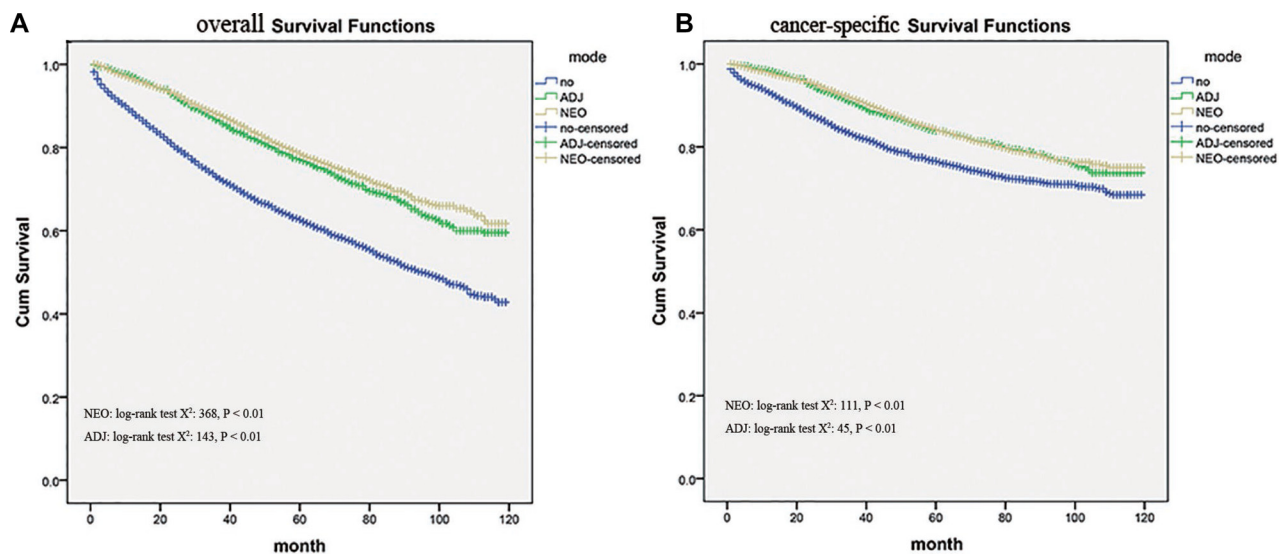 A
overall Survival Functions
mode
no
ADJ
NEO
no-censored
ADJ-censored
NEO-censored
Cum Survival
1.0
0.8
0.6
0.4
0.2
0.0
NEO: log-rank test X²: 368, P < 0.01
ADJ: log-rank test X²: 143, P < 0.01
0 20 40 60 80 100 120
month
B
cancer-specific Survival Functions
mode
no
ADJ
NEO
no-censored
ADJ-censored
NEO-censored
Cum Survival
1.0
0.8
0.6
0.4
0.2
0.0
NEO: log-rank test X²: 111, P < 0.01
ADJ: log-rank test X²: 45, P < 0.01
0 20 40 60 80 100 120
month